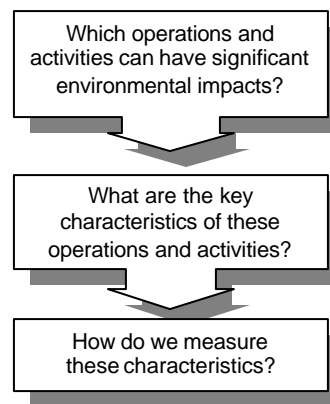 Which operations and
activities can have significant
environmental impacts?
What are the key
characteristics of these
operations and activities?
How do we measure
these characteristics?